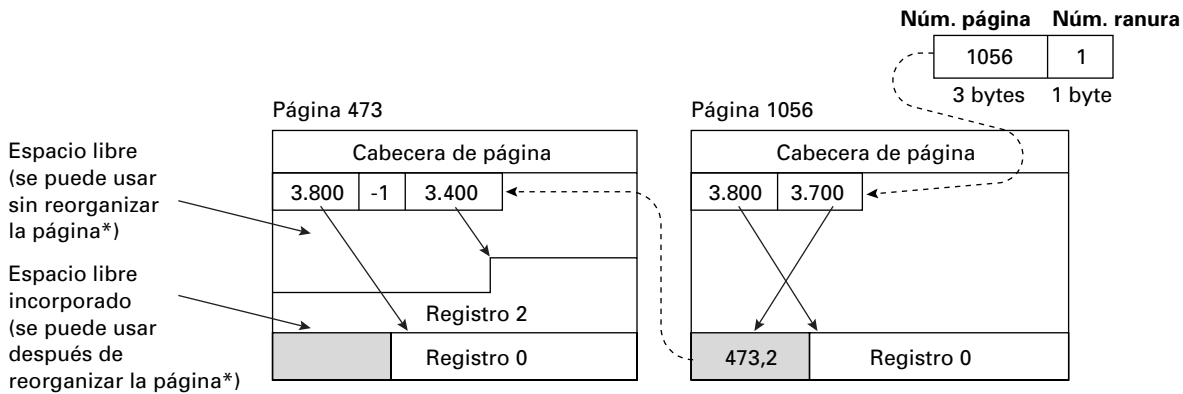 Núm. página Núm. ranura
1056 1
3 bytes 1 byte
Página 473
Página 1056
Espacio libre
(se puede usar
sin reorganizar
la página*)
Espacio libre
incorporado
(se puede usar
después de
reorganizar la página*)
Cabecera de página
3.800 -1 3.400
Registro 2
Registro 0
Cabecera de página
3.800 3.700
473,2 Registro 0